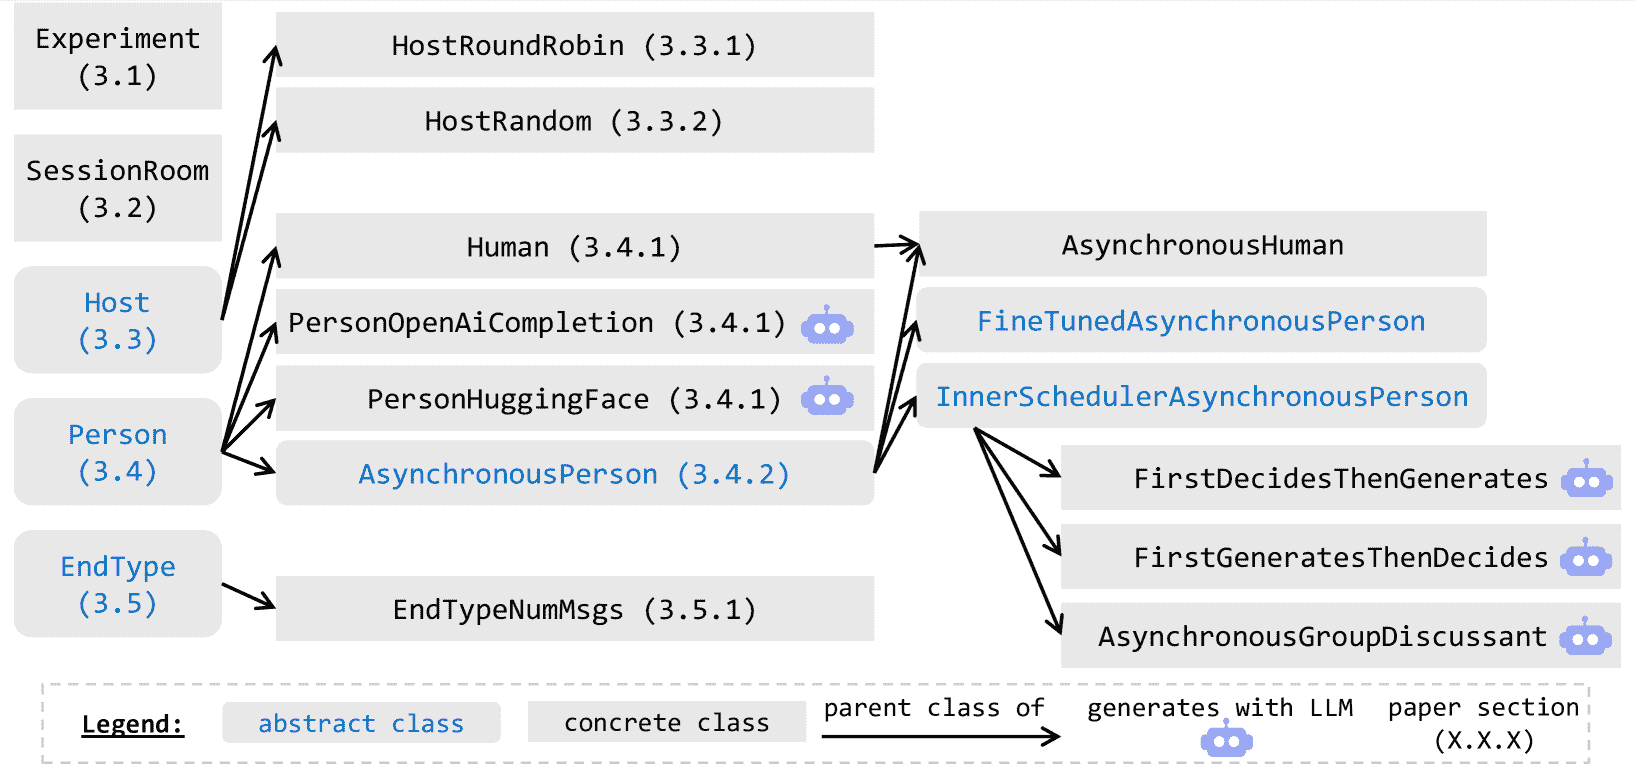 Experiment
(3.1)
SessionRoom
(3.2)
Host
(3.3)
Person
(3.4)
EndType
(3.5)
HostRoundRobin (3.3.1)
HostRandom (3.3.2)
Human (3.4.1)
PersonOpenAiCompletion (3.4.1)
PersonHuggingFace (3.4.1)
AsynchronousPerson (3.4.2)
EndTypeNumMsgs (3.5.1)
AsynchronousHuman
FineTunedAsynchronousPerson
InnerSchedulerAsynchronousPerson
FirstDecidesThenGenerates
FirstGeneratesThenDecides
AsynchronousGroupDiscussant
Legend:
abstract class
concrete class
parent class of
generates with LLM
paper section
(X.X.X)